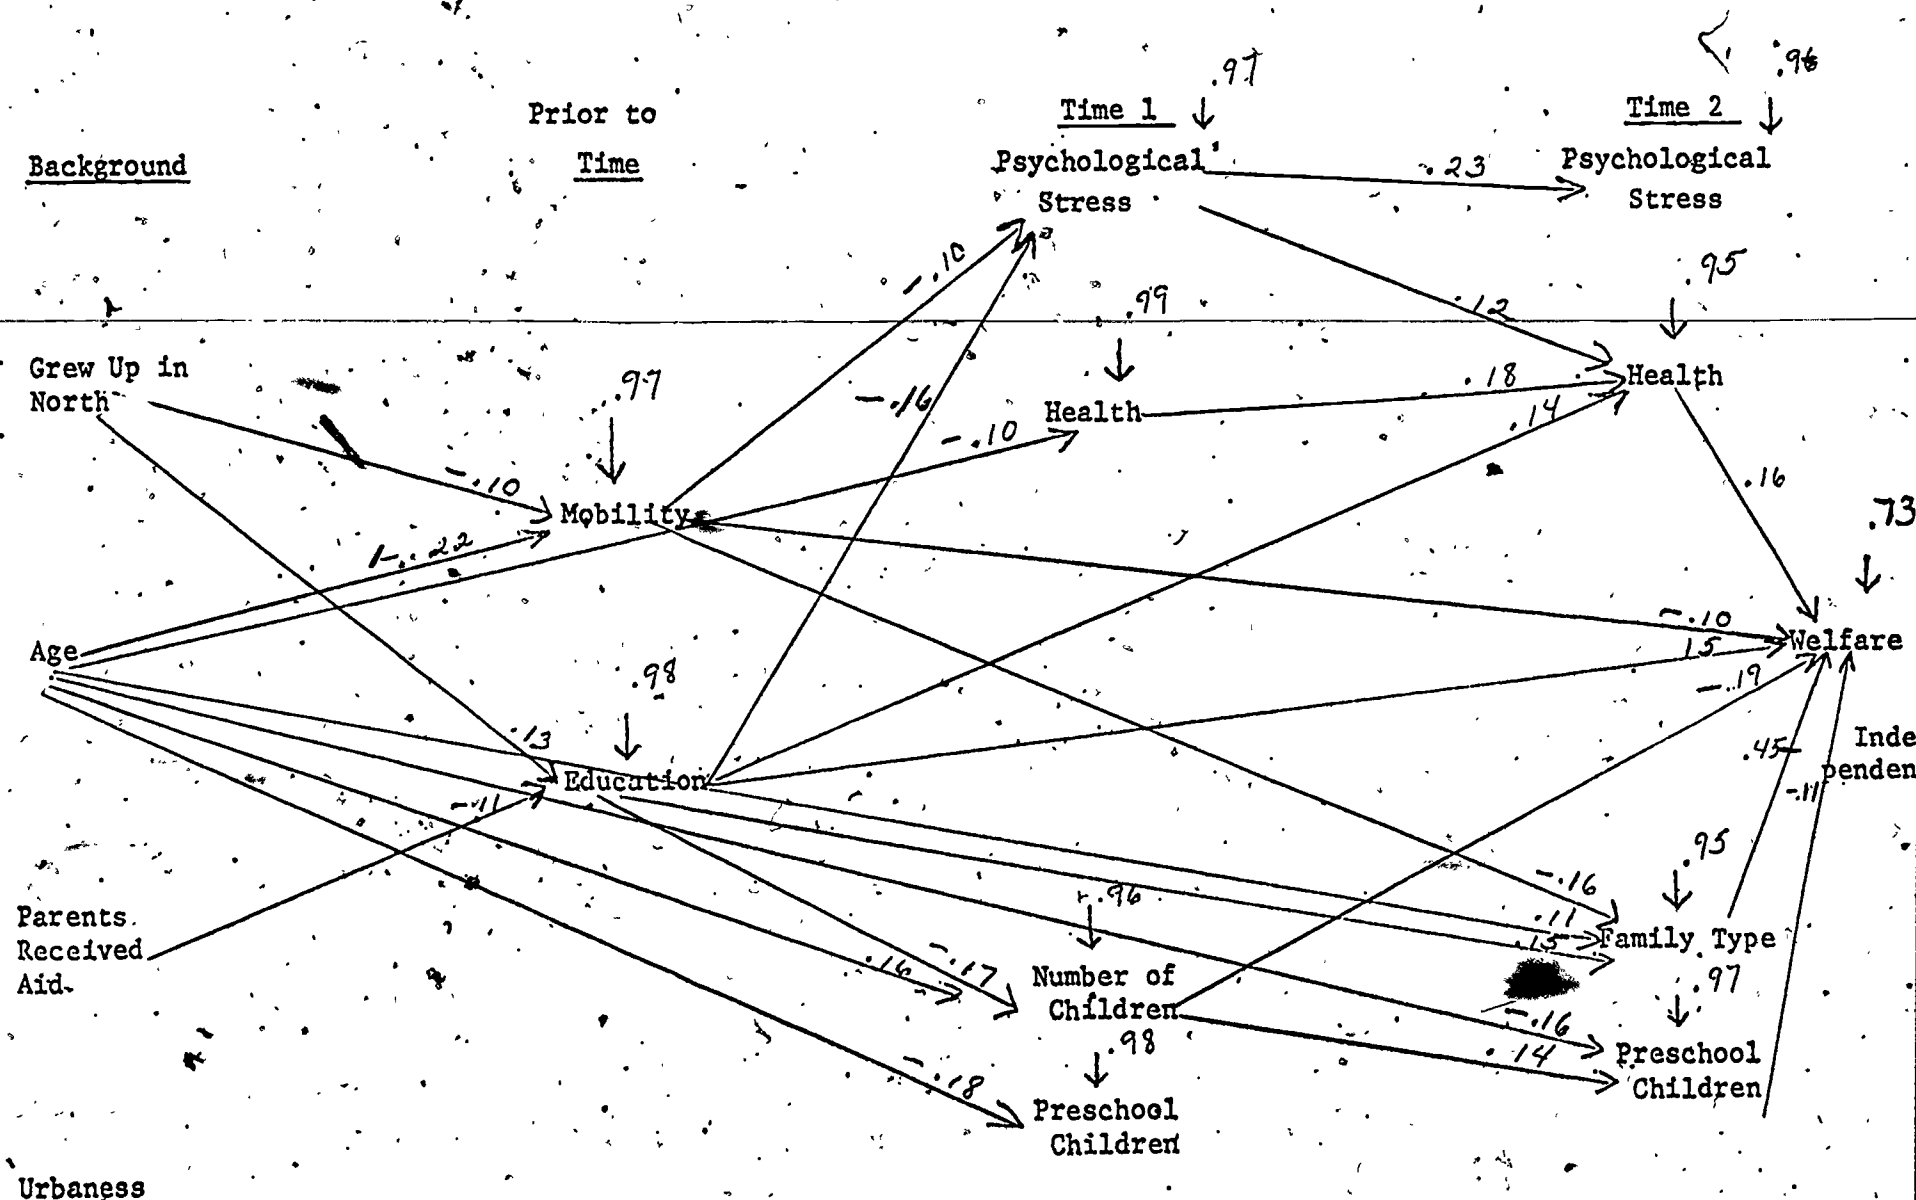 .97
.96
Prior to
Time 1
Time 2
Background
Time
Psychological
.23
Psychological
Stress
Stress
-.10
.95
.99
.12
Grew Up in
North
.97
-.16
Health
.18
Health
.14
-.10
-.10
.16
Mobility
.73
-.22
-.10
Welfare
Age
.15
.98
-.19
.13
Education
.45
Inde
penden
-.11
-.11
.95
-.16
.96
Parents
Received
Aid
.11
.15
Family Type
.16
-.17
Number of
Children
.97
-.16
.98
.14
Preschool
Children
-.18
Preschool
Children
Urbaness